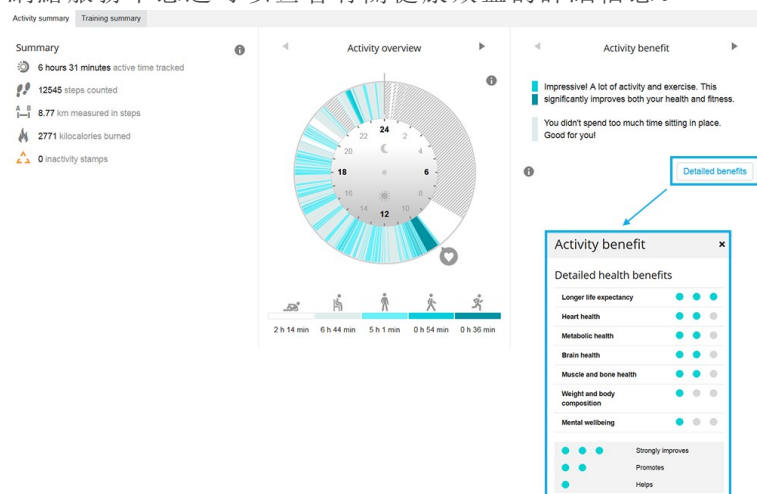 Activity summary Training summary
Summary
6 hours 31 minutes active time tracked
12545 steps counted
A B
8.77 km measured in steps
2771 kilocalories burned
0 inactivity stamps
Activity overview
24
22 2
20 4
18 6
16 8
14 10
12
2 h 14 min 6 h 44 min 5 h 1 min 0 h 54 min 0 h 36 min
Activity benefit
Impressive! A lot of activity and exercise. This
significantly improves both your health and fitness.
You didn't spend too much time sitting in place.
Good for you!
Detailed benefits
Activity benefit ×
Detailed health benefits
Longer life expectancy
Heart health
Metabolic health
Brain health
Muscle and bone health
Weight and body
composition
Mental wellbeing
Strongly improves
Promotes
Helps